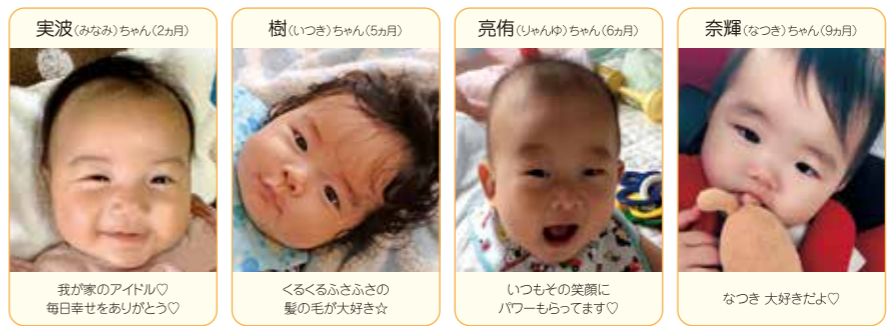 実波(みなみ)ちゃん(2ヵ月)
我が家のアイドル♡
毎日幸せをありがとう♡
樹(いつき)ちゃん(5ヵ月)
くるくるふさふさの
髪の毛が大好き☆
亮侑(りゃんゆ)ちゃん(6ヵ月)
いつもその笑顔に
パワーもらってます♡
奈輝(なつき)ちゃん(9ヵ月)
なつき 大好きだよ♡